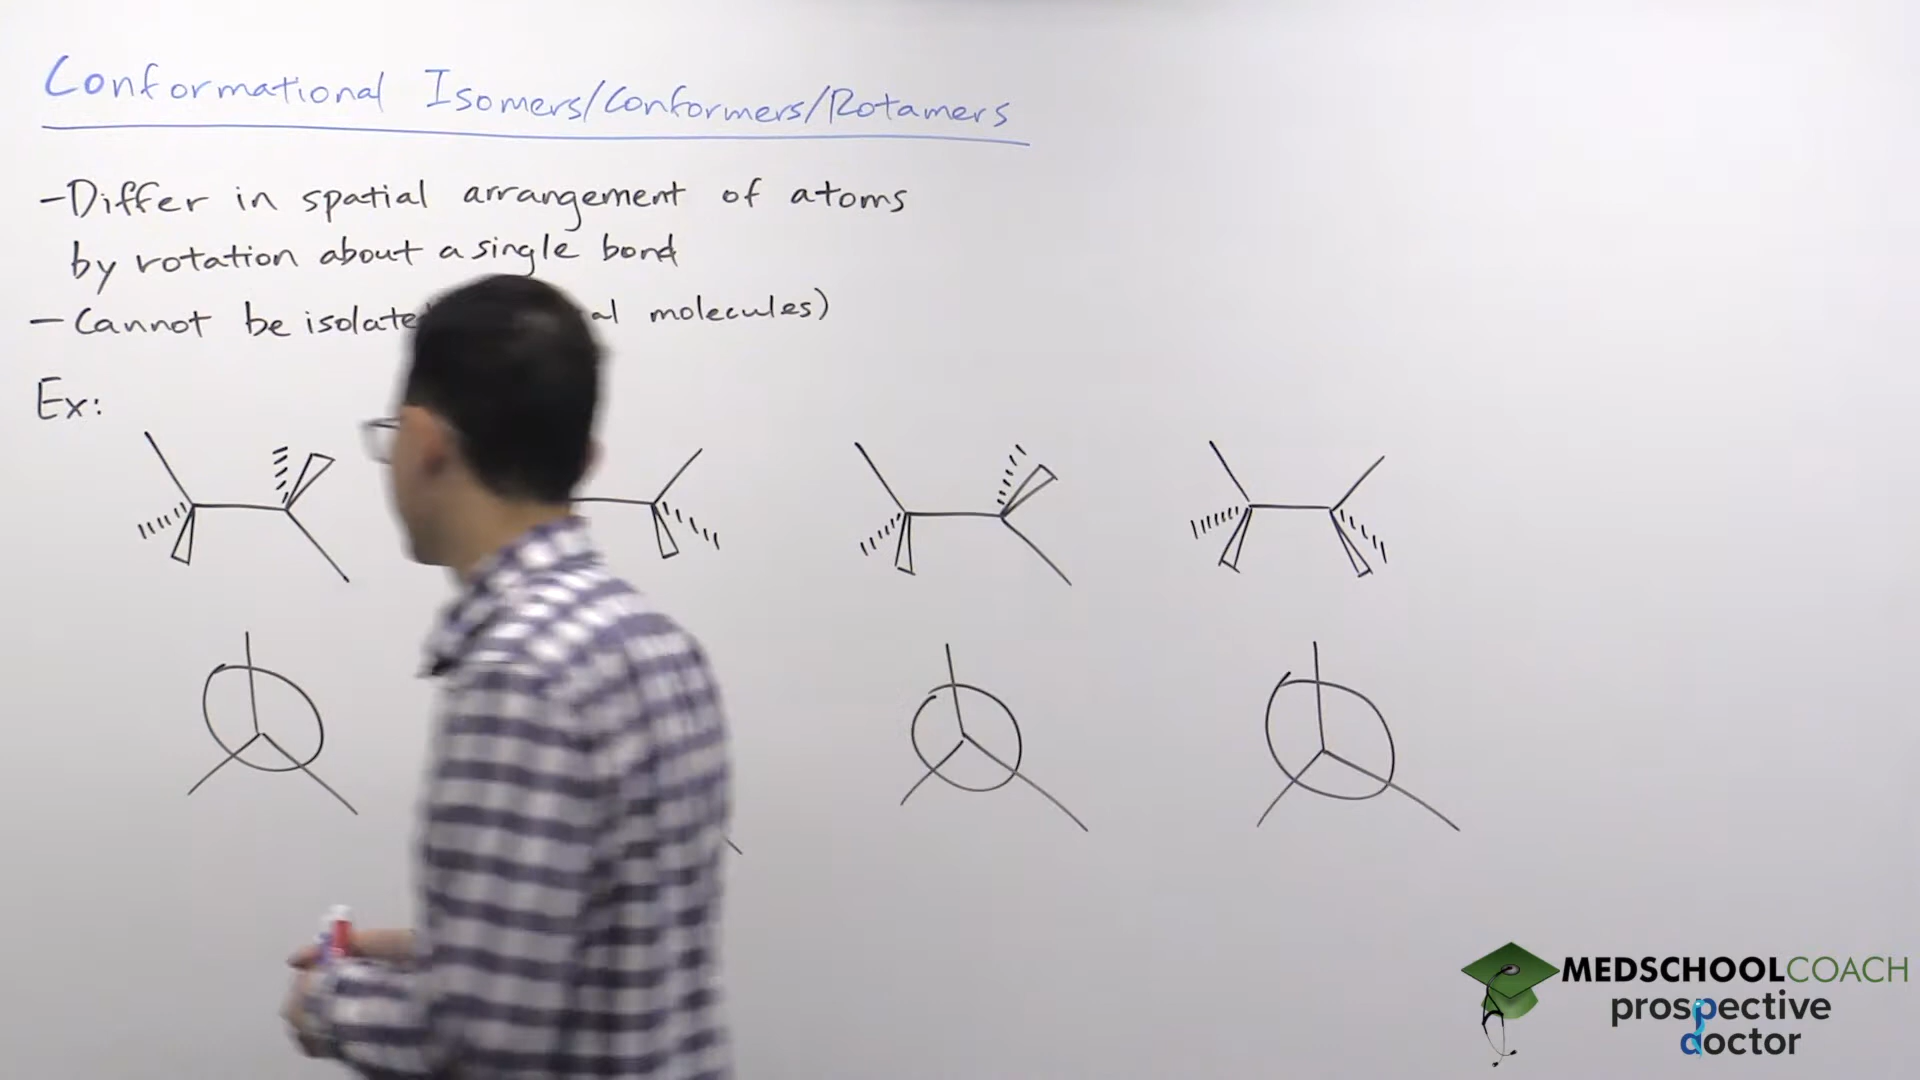 Conformational Isomers/Conformers/Rotamers
-Differ in spatial arrangement of atoms
by rotation about a single bond
-Cannot be isolate al molecules)
Ex:
MEDSCHOOLCOACH
prospective
doctor